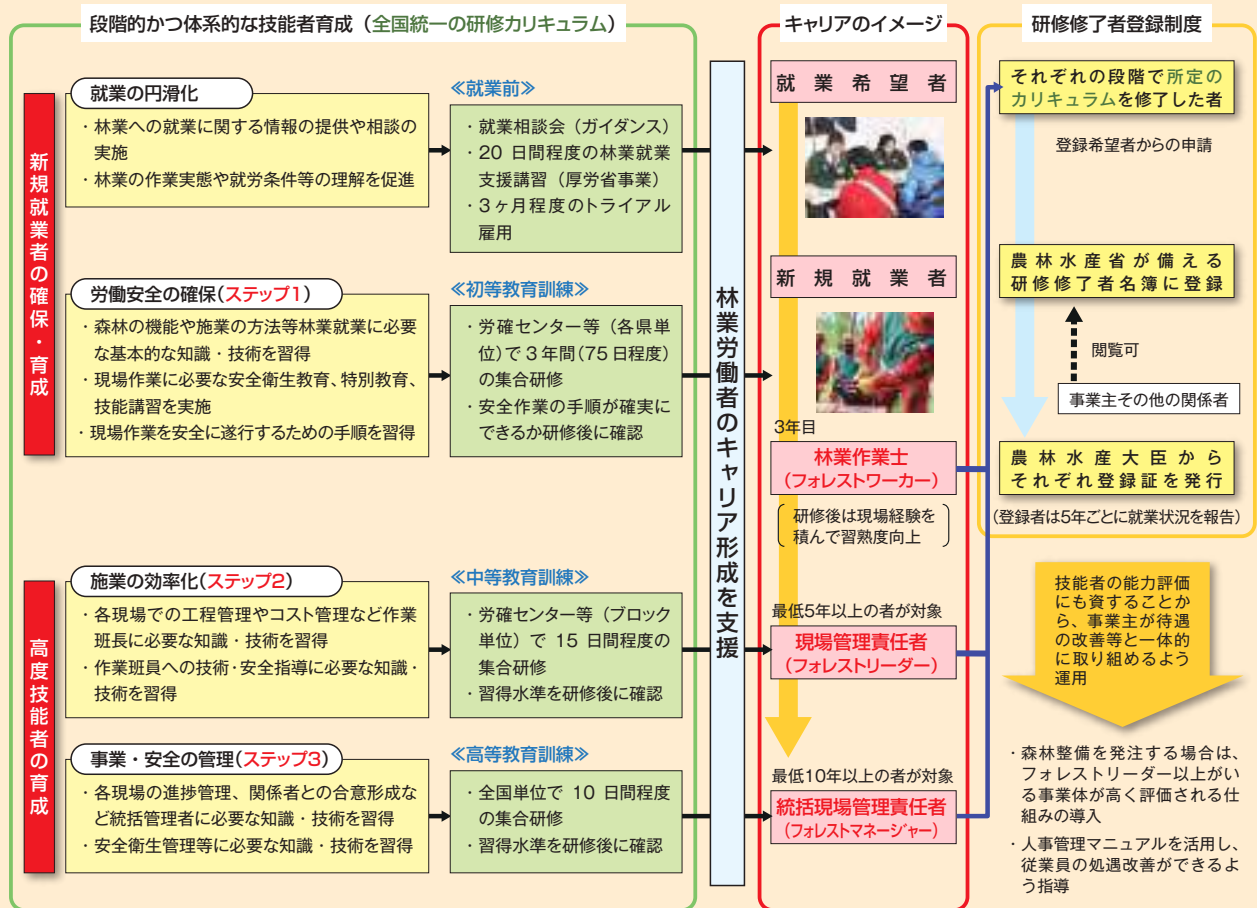 段階的かつ体系的な技能者育成（全国統一の研修カリキュラム）
新規就業者の確保・育成
就業の円滑化
・林業への就業に関する情報の提供や相談の
実施
・林業の作業実態や就労条件等の理解を促進
≪就業前≫
・就業相談会（ガイダンス）
・20 日間程度の林業就業
支援講習（厚労省事業）
・3ヶ月程度のトライアル
雇用
労働安全の確保(ステップ1)
・森林の機能や施業の方法等林業就業に必要
な基本的な知識・技術を習得
・現場作業に必要な安全衛生教育、特別教育、
技能講習を実施
・現場作業を安全に遂行するための手順を習得
≪初等教育訓練≫
・労確センター等（各県単
位）で3年間（75日程度）
の集合研修
・安全作業の手順が確実に
できるか研修後に確認
高度技能者の育成
施業の効率化(ステップ2)
・各現場での工程管理やコスト管理など作業
班長に必要な知識・技術を習得
・作業班員への技術・安全指導に必要な知識・
技術を習得
≪中等教育訓練≫
・労確センター等（ブロック
単位）で 15 日間程度の
集合研修
・習得水準を研修後に確認
事業・安全の管理(ステップ3)
・各現場の進捗管理、関係者との合意形成な
ど統括管理者に必要な知識・技術を習得
・安全衛生管理等に必要な知識・技術を習得
≪高等教育訓練≫
・全国単位で 10 日間程度
の集合研修
・習得水準を研修後に確認
林業労働者のキャリア形成を支援
キャリアのイメージ
就業希望者
新規就業者
3年目
林業作業士
（フォレストワーカー）
研修後は現場経験を
積んで習熟度向上
最低5年以上の者が対象
現場管理責任者
（フォレストリーダー）
最低10年以上の者が対象
統括現場管理責任者
（フォレストマネージャー）
研修修了者登録制度
それぞれの段階で所定の
カリキュラムを修了した者
登録希望者からの申請
農林水産省が備える
研修修了者名簿に登録
閲覧可
事業主その他の関係者
農林水産大臣から
それぞれ登録証を発行
（登録者は5年ごとに就業状況を報告）
技能者の能力評価
にも資することか
ら、事業主が待遇
の改善等と一体的
に取り組めるよう
運用
・森林整備を発注する場合は、
フォレストリーダー以上がい
る事業体が高く評価される仕
組みの導入
・人事管理マニュアルを活用し、
従業員の処遇改善ができるよ
う指導